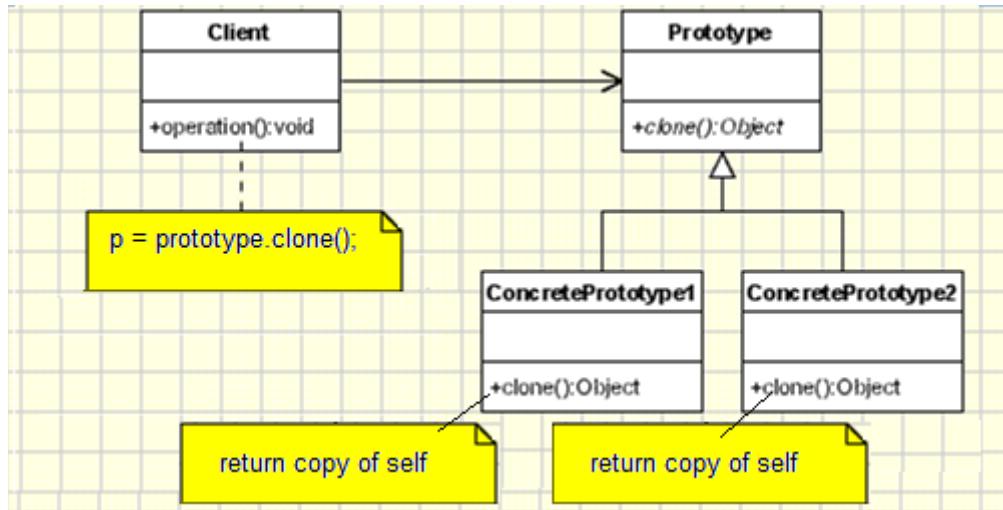 Client
+operation():void
p = prototype.clone();
Prototype
+clone():Object
ConcretePrototype1
+clone():Object
return copy of self
ConcretePrototype2
+clone():Object
return copy of self